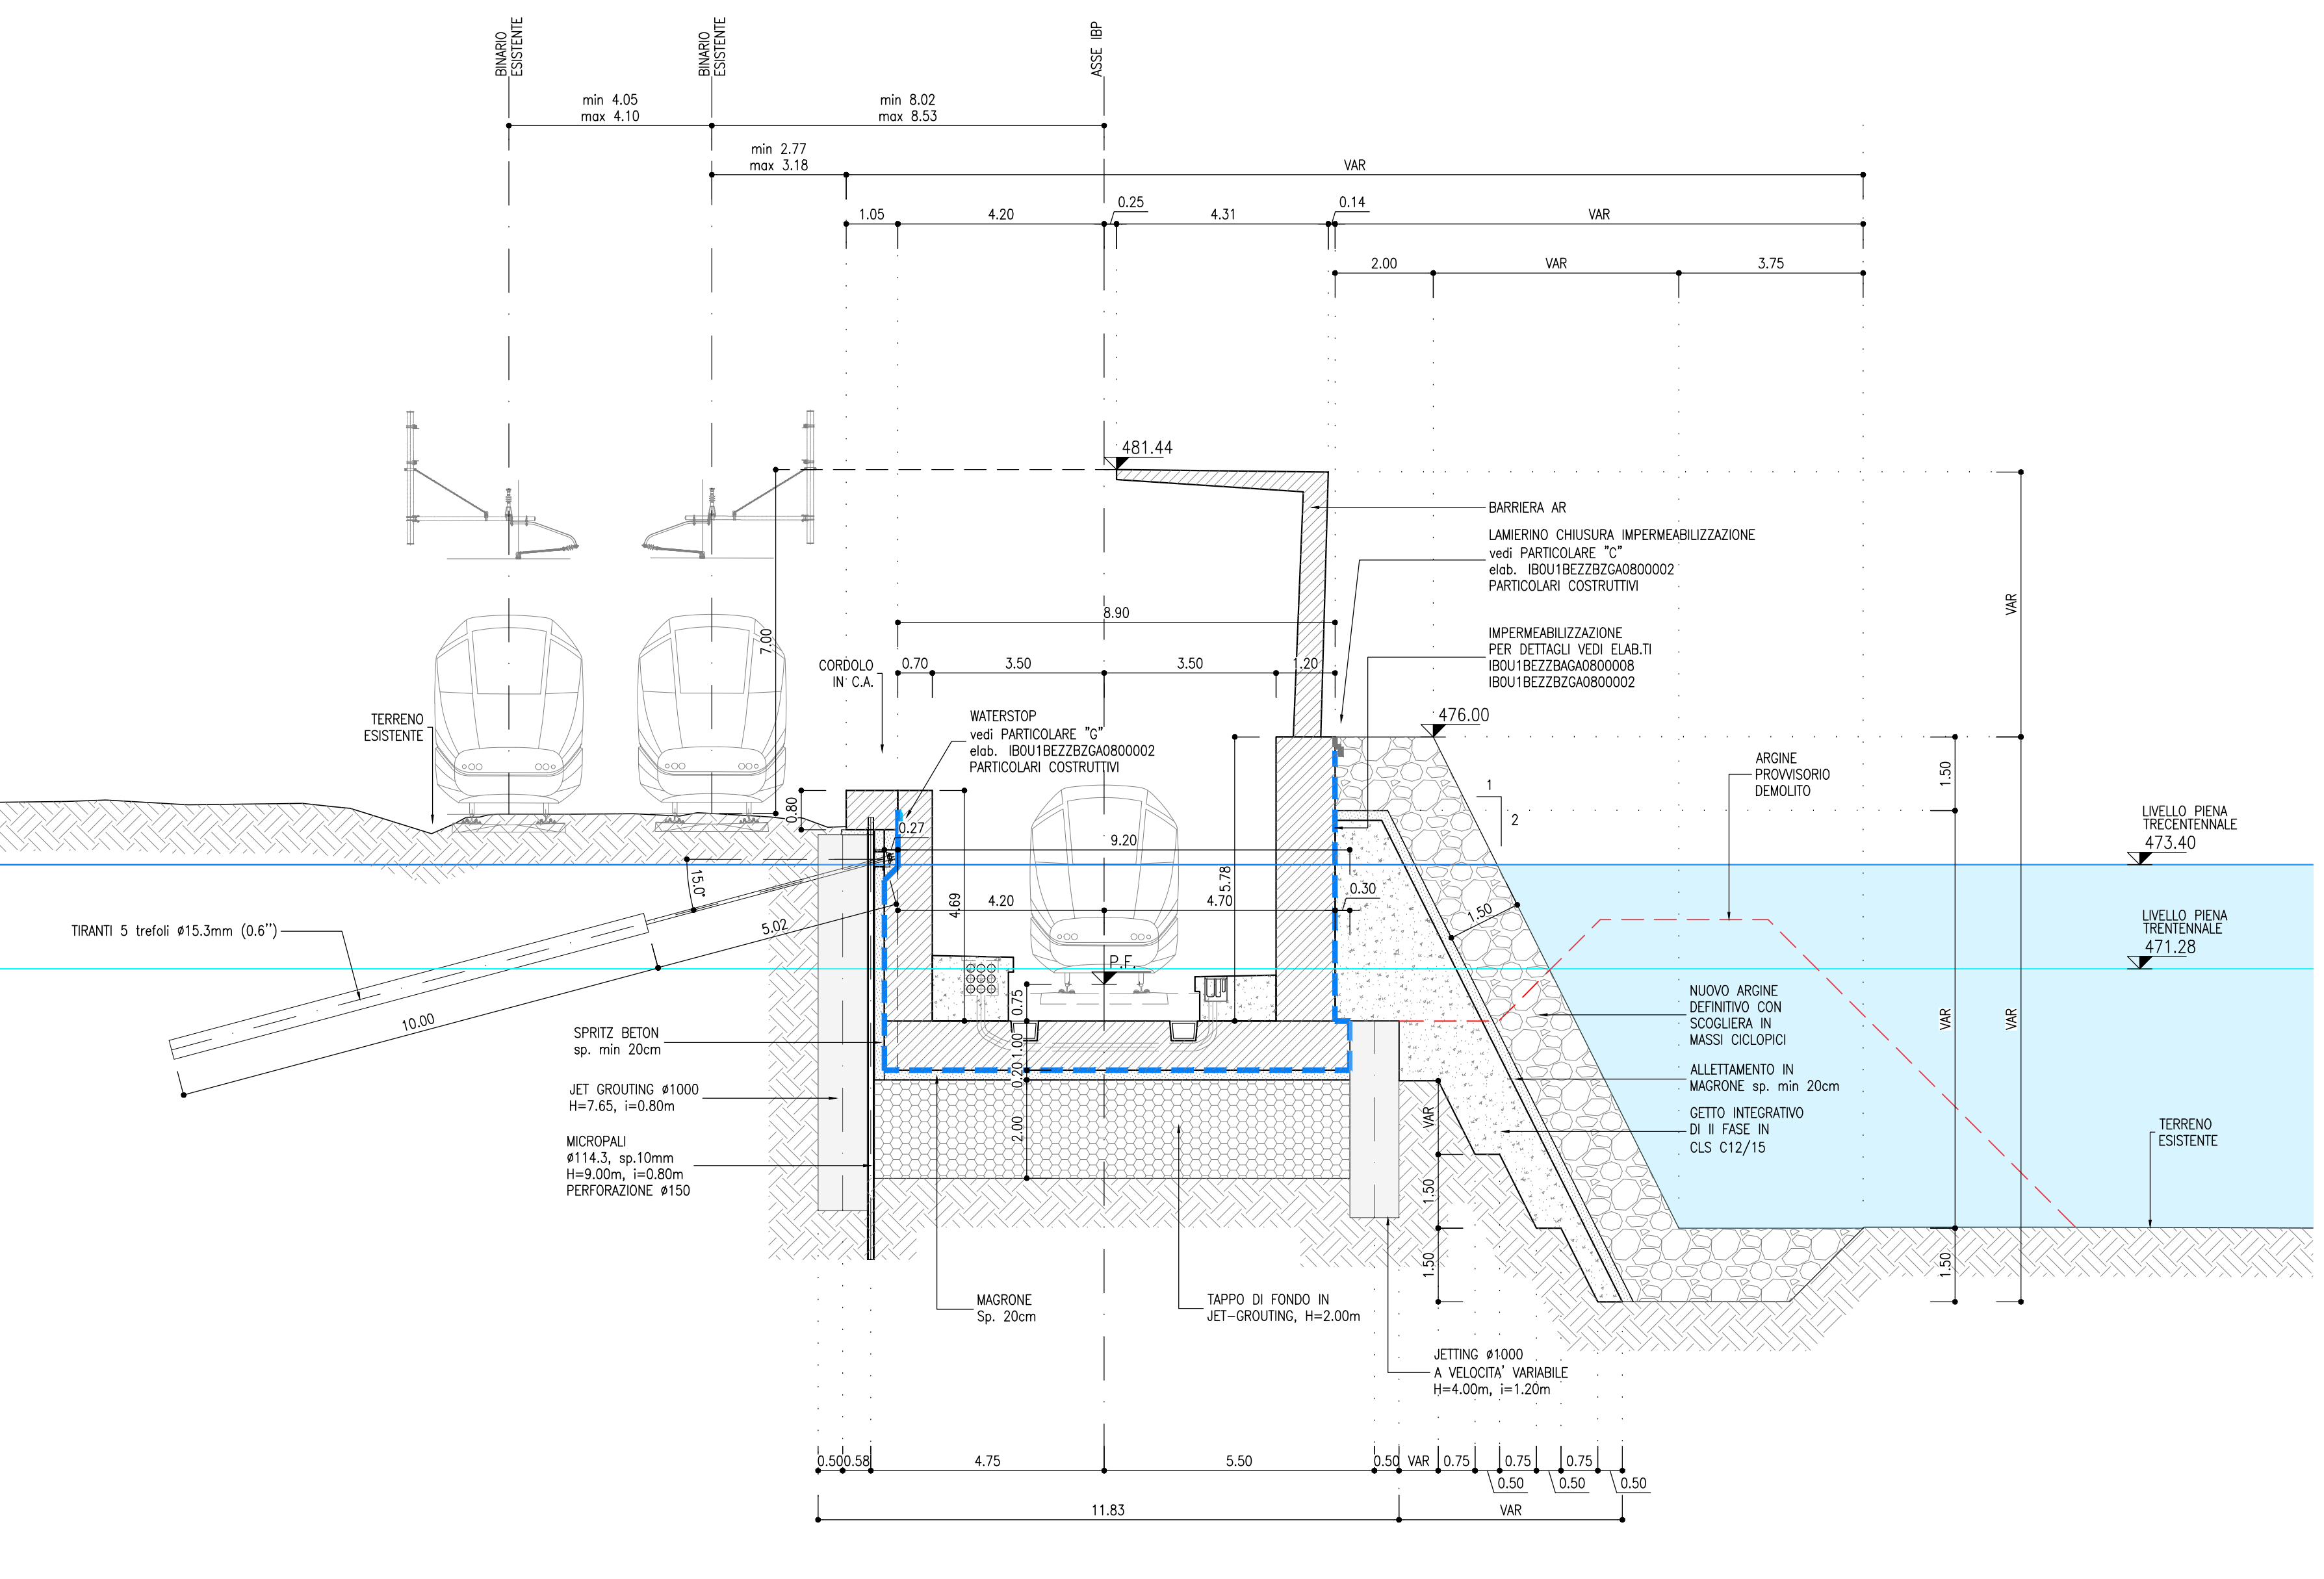 BINARIO
ESISTENTE
BINARIO
ESISTENTE
ASSE IBP
min 4.05
max 4.10
min 8.02
max 8.53
min 2.77
max 3.18
VAR
1.05
4.20
0.25
4.31
0.14
VAR
2.00
VAR
3.75
481.44
BARRIERA AR
LAMIERINO CHIUSURA IMPERMEABILIZZAZIONE
vedi PARTICOLARE "C"
elab. IB0U1BEZZBZGA0800002
PARTICOLARI COSTRUTTIVI
VAR
7.00
8.90
IMPERMEABILIZZAZIONE
PER DETTAGLI VEDI ELAB.TI
IB0U1BEZZBAGA0800008
IB0U1BEZZBZGA0800002
CORDOLO
IN C.A.
0.70
3.50
3.50
1.20
TERRENO
ESISTENTE
WATERSTOP
vedi PARTICOLARE "G"
elab. IB0U1BEZZBZGA0800002
PARTICOLARI COSTRUTTIVI
476.00
ARGINE
PROVVISORIO
DEMOLITO
1.50
1
2
0.80
0.27
9.20
LIVELLO PIENA
TRECENTENNALE
473.40
15.0°
4.69
5.78
0.30
4.20
4.70
1.50
TIRANTI 5 trefoli ø15.3mm (0.6'')
5.02
10.00
LIVELLO PIENA
TRENTENNALE
471.28
P.F.
0.75
1.00
0.20
2.00
SPRITZ BETON
sp. min 20cm
NUOVO ARGINE
DEFINITIVO CON
SCOGLIERA IN
MASSI CICLOPICI
VAR
VAR
JET GROUTING ø1000
H=7.65, i=0.80m
ALLETTAMENTO IN
MAGRONE sp. min 20cm
GETTO INTEGRATIVO
DI II FASE IN
CLS C12/15
VAR
TERRENO
ESISTENTE
MICROPALI
ø114.3, sp.10mm
H=9.00m, i=0.80m
PERFORAZIONE ø150
1.50
1.50
1.50
MAGRONE
Sp. 20cm
TAPPO DI FONDO IN
JET-GROUTING, H=2.00m
JETTING ø1000
A VELOCITA' VARIABILE
H=4.00m, i=1.20m
0.50
0.58
4.75
5.50
0.50
VAR
0.75
0.75
0.75
0.50
0.50
0.50
11.83
VAR